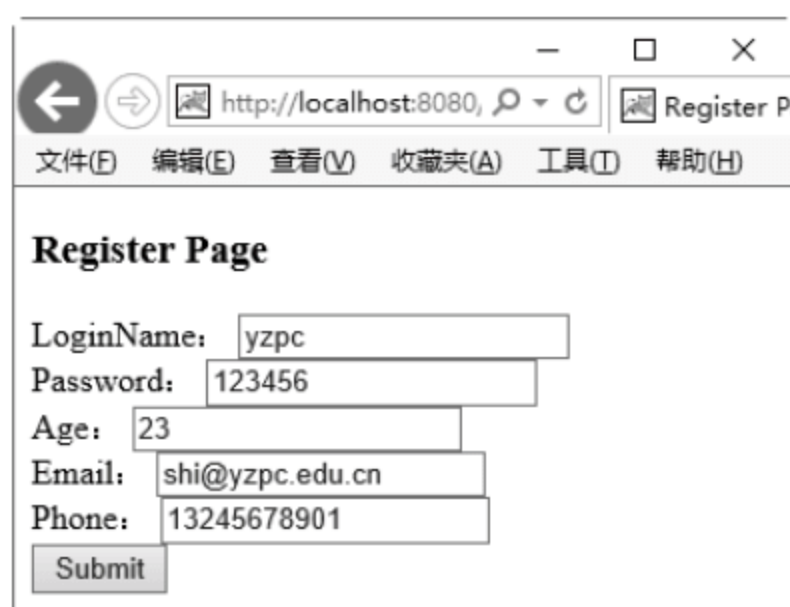 http://localhost:8080/ Register P
文件(F) 编辑(E) 查看(V) 收藏夹(A) 工具(T) 帮助(H)
Register Page
LoginName： yzpc
Password： 123456
Age： 23
Email： shi@yzpc.edu.cn
Phone： 13245678901
Submit